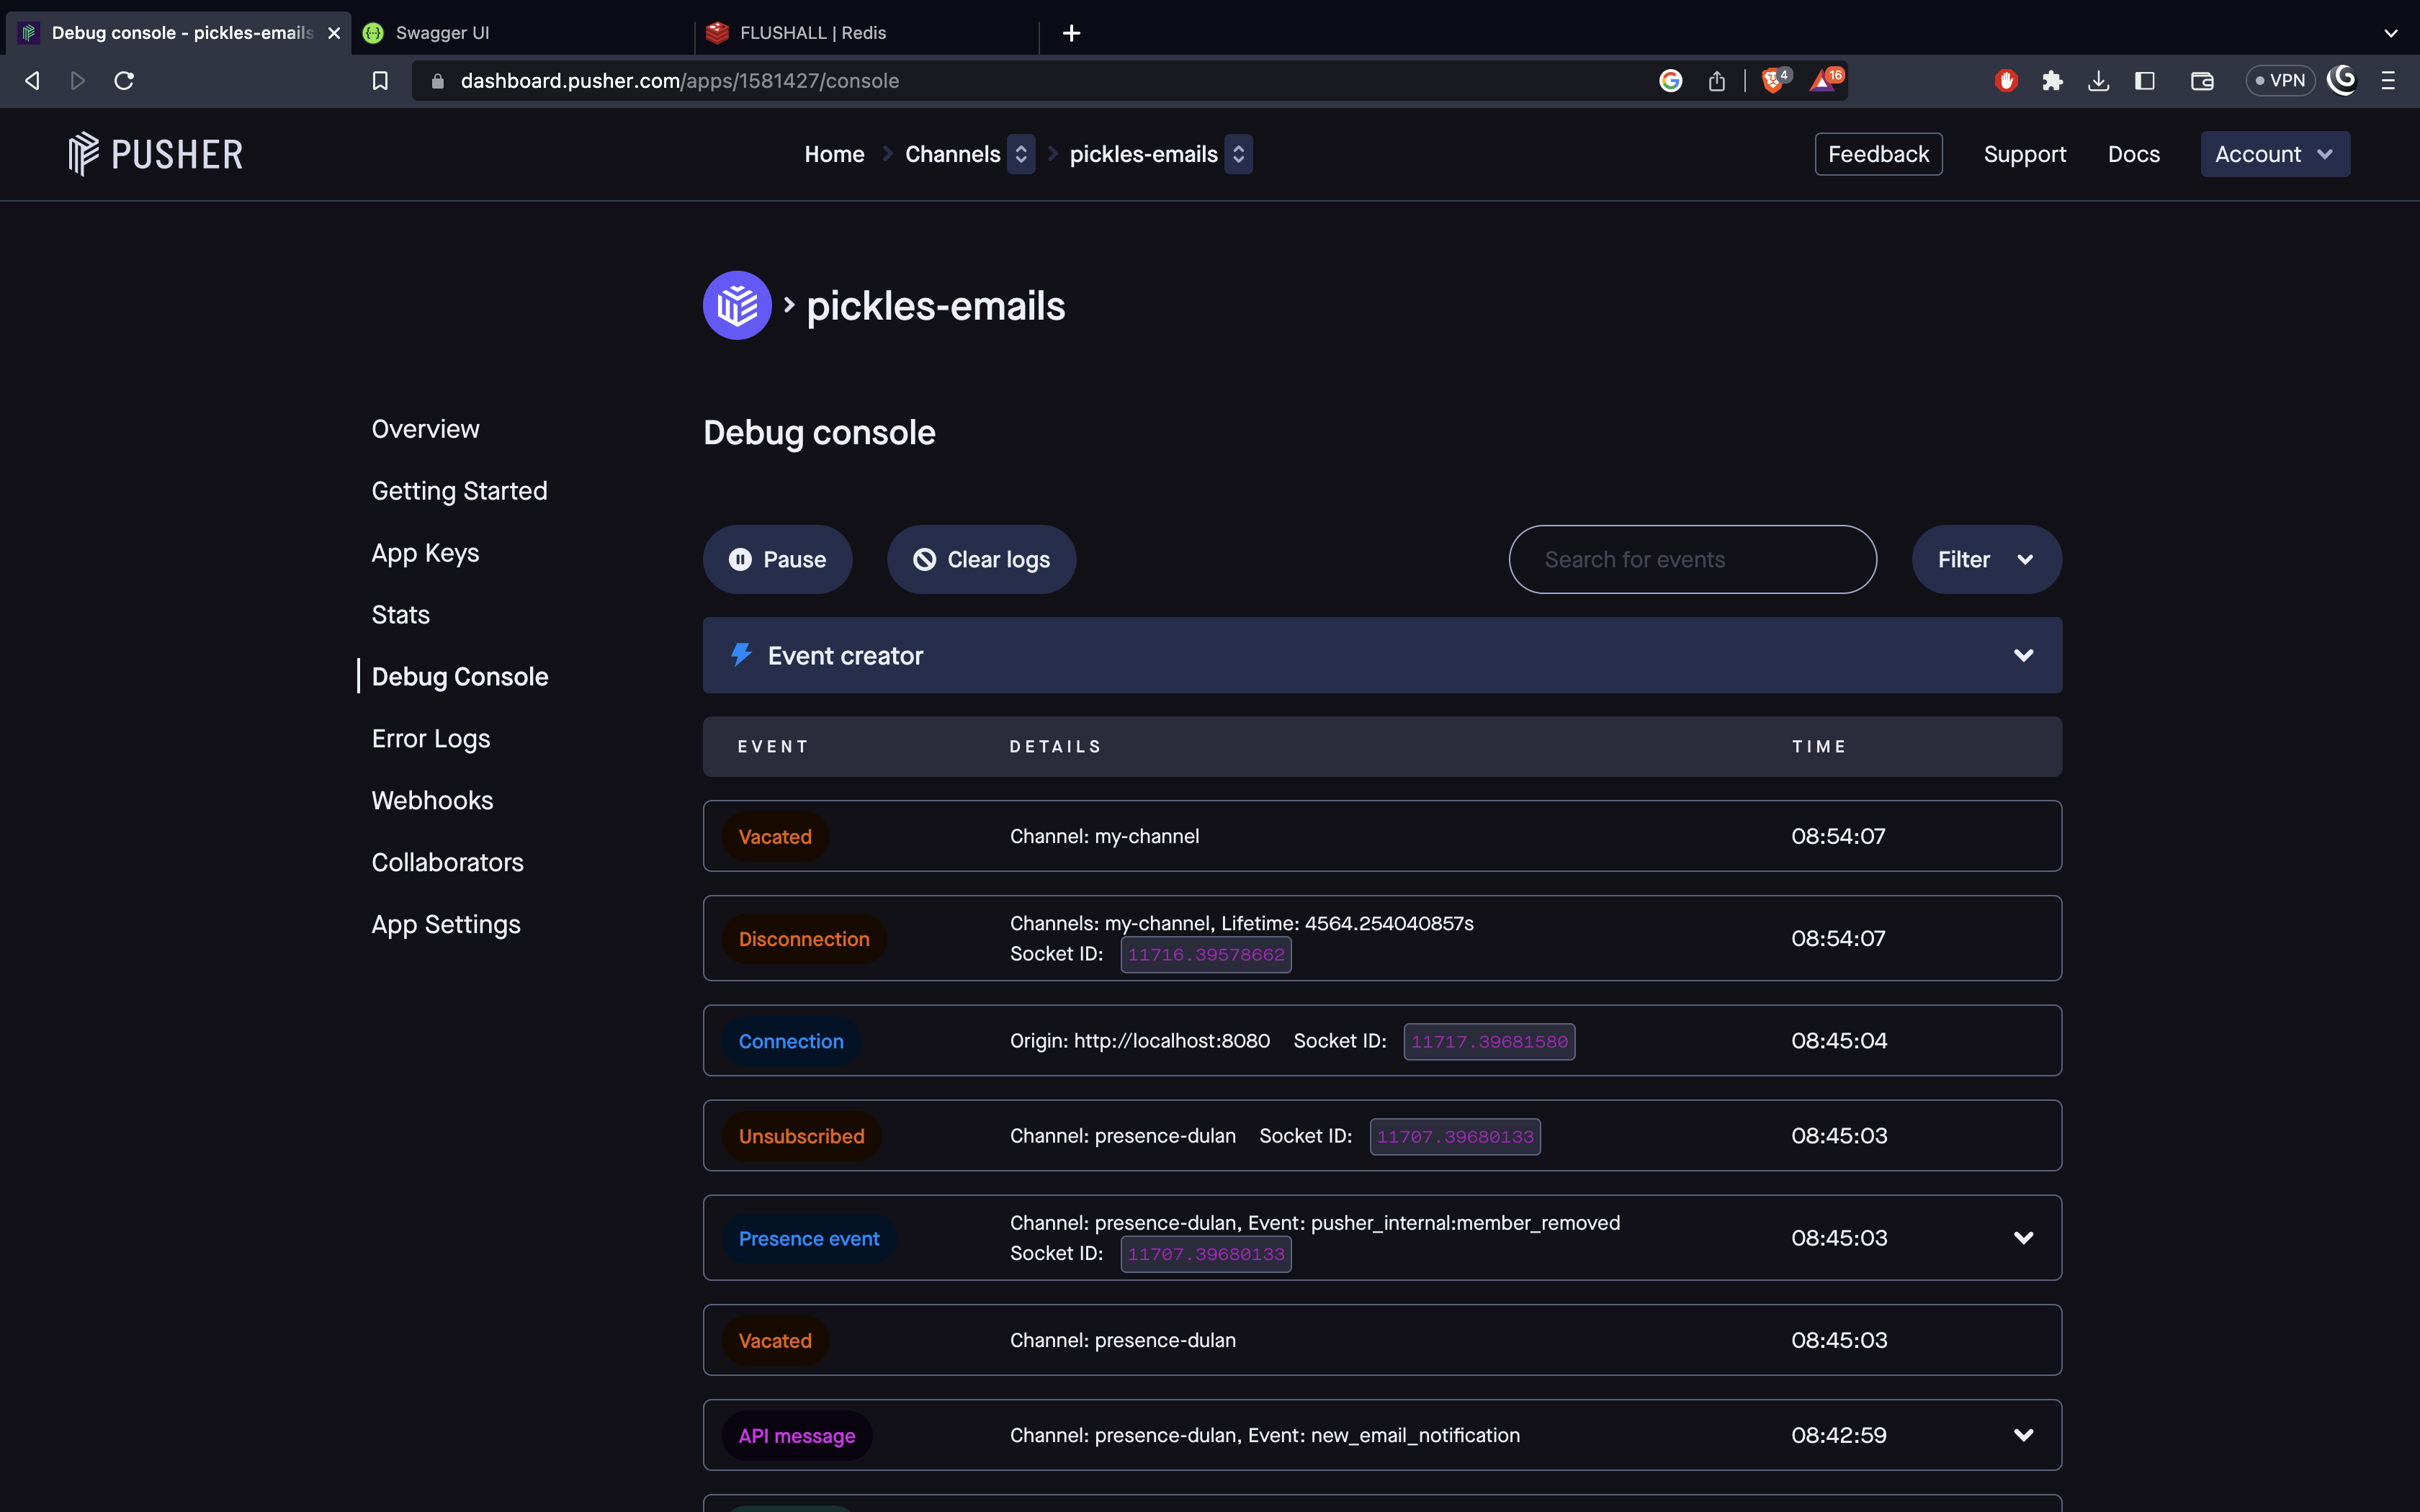 Debug console - pickles-emails
Swagger UI
FLUSHALL | Redis
dashboard.pusher.com/apps/1581427/console
4
16
VPN
PUSHER
Home
Channels
pickles-emails
Feedback
Support
Docs
Account
pickles-emails
Overview
Getting Started
App Keys
Stats
Debug Console
Error Logs
Webhooks
Collaborators
App Settings
Debug console
Pause
Clear logs
Search for events
Filter
Event creator
EVENT DETAILS TIME
Vacated Channel: my-channel 08:54:07
Disconnection Channels: my-channel, Lifetime: 4564.254040857s 08:54:07
Socket ID: 11716.39578662
Connection Origin: http://localhost:8080 Socket ID: 11717.39681580 08:45:04
Unsubscribed Channel: presence-dulan Socket ID: 11707.39680133 08:45:03
Presence event Channel: presence-dulan, Event: pusher_internal:member_removed 08:45:03
Socket ID: 11707.39680133
Vacated Channel: presence-dulan 08:45:03
API message Channel: presence-dulan, Event: new_email_notification 08:42:59